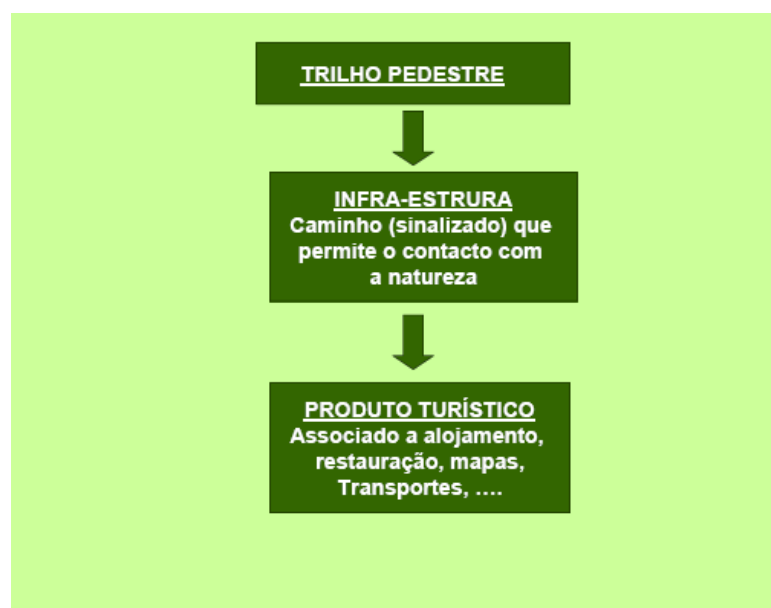 TRILHO PEDESTRE
INFRA-ESTRURA
Caminho (sinalizado) que
permite o contacto com
a natureza
PRODUTO TURÍSTICO
Associado a alojamento,
restauração, mapas,
Transportes, ....